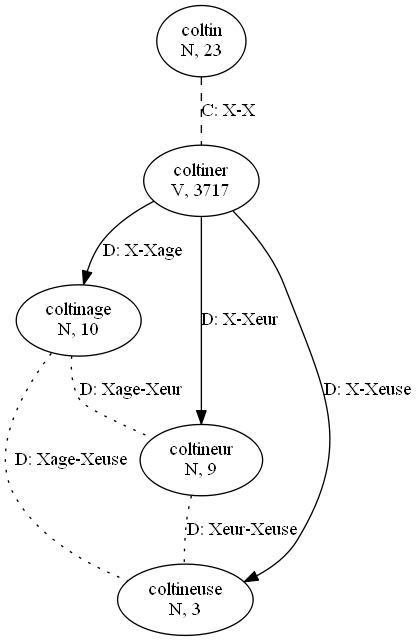 coltin
N, 23
C: X-X
coltiner
V, 3717
D: X-Xage
coltinage
N, 10
D: X-Xeur
D: X-Xeuse
D: Xage-Xeur
coltineur
N, 9
D: Xage-Xeuse
D: Xeur-Xeuse
coltineuse
N, 3